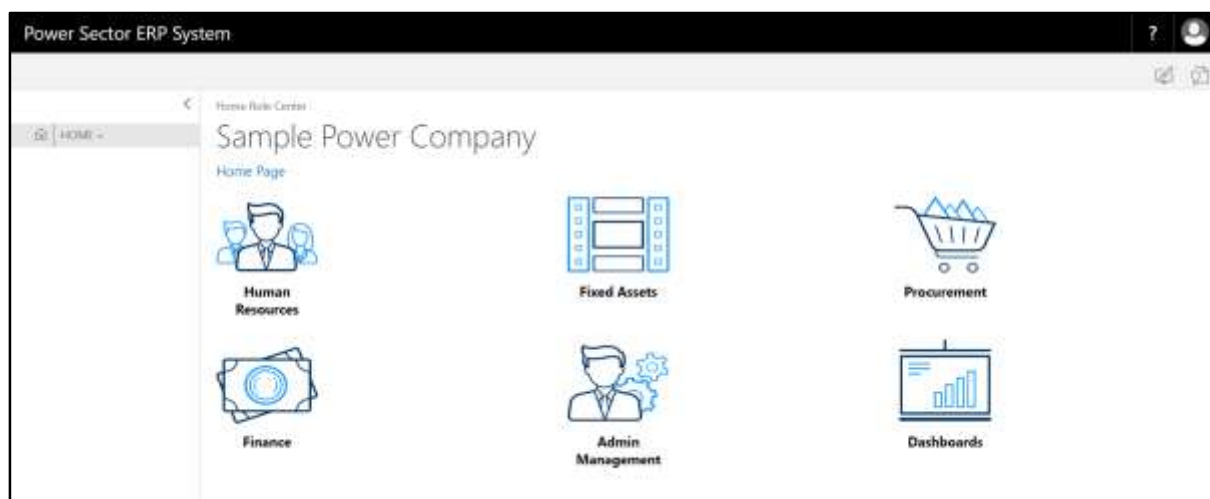 Power Sector ERP System
?
Home Role Center
HOME
Sample Power Company
Home Page
Human
Resources
Fixed Assets
Procurement
Finance
Admin
Management
Dashboards